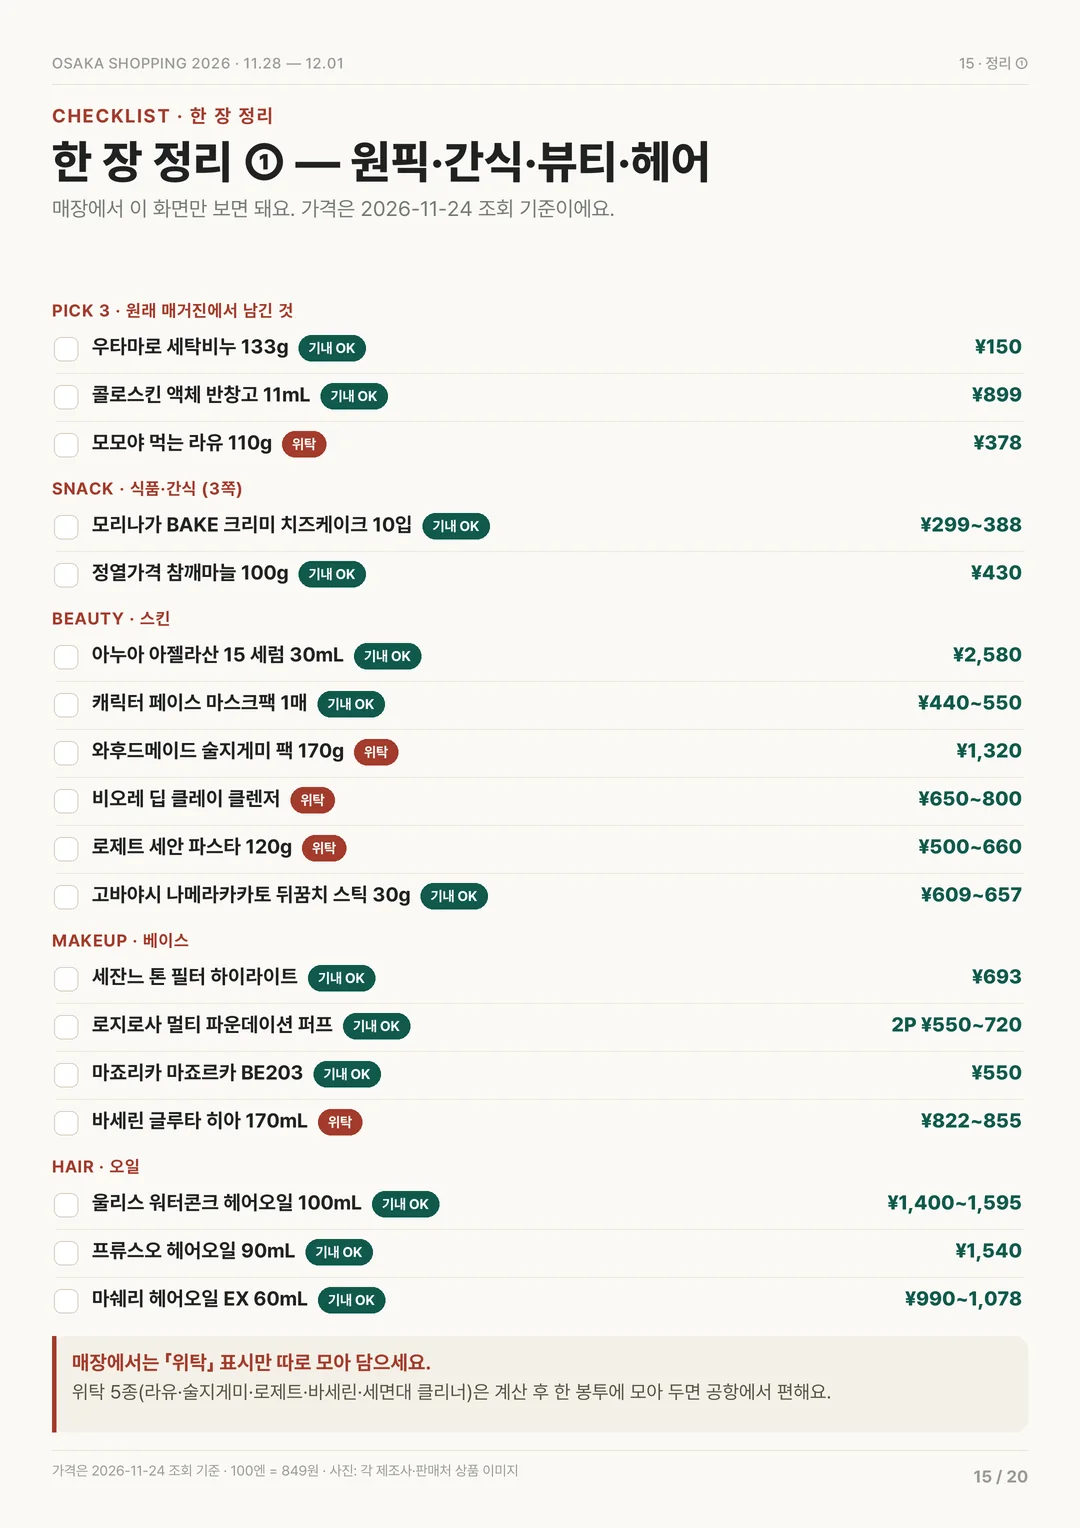 OSAKA SHOPPING 2026 · 11.28 — 12.01
15 · 정리 ①
CHECKLIST · 한 장 정리
한 장 정리 ① — 원픽·간식·뷰티·헤어
매장에서 이 화면만 보면 돼요. 가격은 2026-11-24 조회 기준이에요.
PICK 3 · 원래 매거진에서 남긴 것
우타마로 세탁비누 133g 기내 OK ¥150
콜로스킨 액체 반창고 11mL 기내 OK ¥899
모모야 먹는 라유 110g 위탁 ¥378
SNACK · 식품·간식 (3쪽)
모리나가 BAKE 크리미 치즈케이크 10입 기내 OK ¥299~388
정열가격 참깨마늘 100g 기내 OK ¥430
BEAUTY · 스킨
아누아 아젤라산 15 세럼 30mL 기내 OK ¥2,580
캐릭터 페이스 마스크팩 1매 기내 OK ¥440~550
와후드메이드 술지게미 팩 170g 위탁 ¥1,320
비오레 딥 클레이 클렌저 위탁 ¥650~800
로제트 세안 파스타 120g 위탁 ¥500~660
고바야시 나메라카카토 뒤꿈치 스틱 30g 기내 OK ¥609~657
MAKEUP · 베이스
세잔느 톤 필터 하이라이트 기내 OK ¥693
로지로사 멀티 파운데이션 퍼프 기내 OK 2P ¥550~720
마죠리카 마죠르카 BE203 기내 OK ¥550
바세린 글루타 히아 170mL 위탁 ¥822~855
HAIR · 오일
울리스 워터콘크 헤어오일 100mL 기내 OK ¥1,400~1,595
프류스오 헤어오일 90mL 기내 OK ¥1,540
마쉐리 헤어오일 EX 60mL 기내 OK ¥990~1,078
매장에서는 「위탁」 표시만 따로 모아 담으세요.
위탁 5종(라유·술지게미·로제트·바세린·세면대 클리너)은 계산 후 한 봉투에 모아 두면 공항에서 편해요.
가격은 2026-11-24 조회 기준 · 100엔 = 849원 · 사진: 각 제조사·판매처 상품 이미지
15 / 20